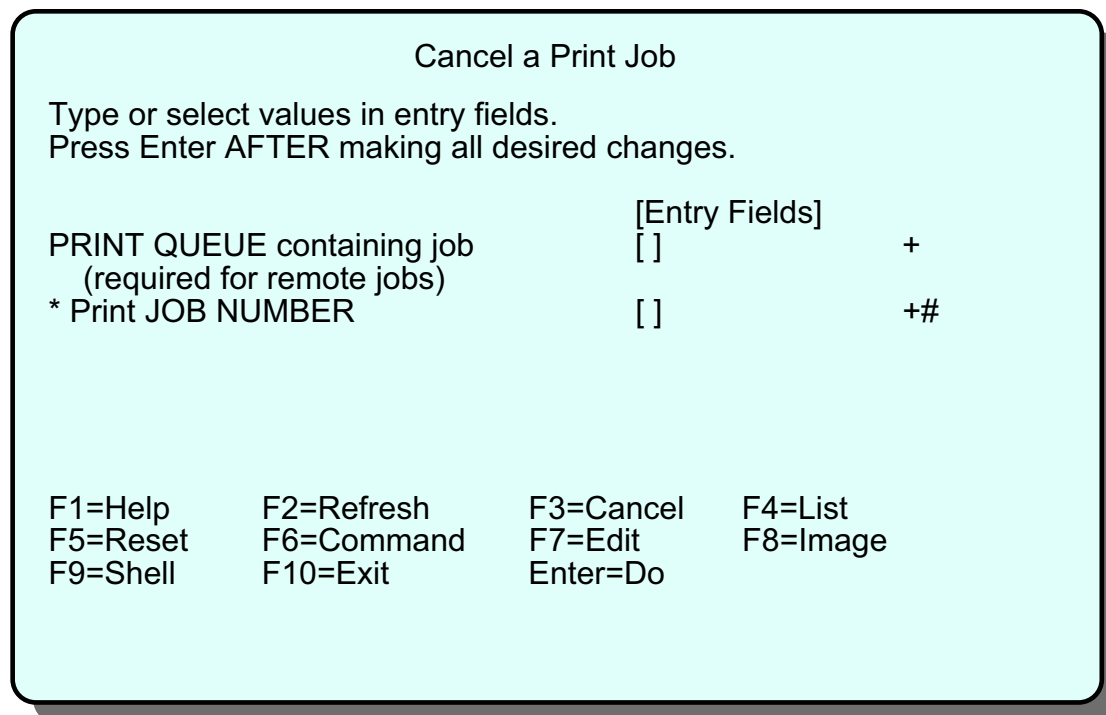 Cancel a Print Job
Type or select values in entry fields.
Press Enter AFTER making all desired changes.
[Entry Fields]
PRINT QUEUE containing job [ ] +
(required for remote jobs)
* Print JOB NUMBER [ ] +#
F1=Help F2=Refresh F3=Cancel F4=List
F5=Reset F6=Command F7=Edit F8=Image
F9=Shell F10=Exit Enter=Do